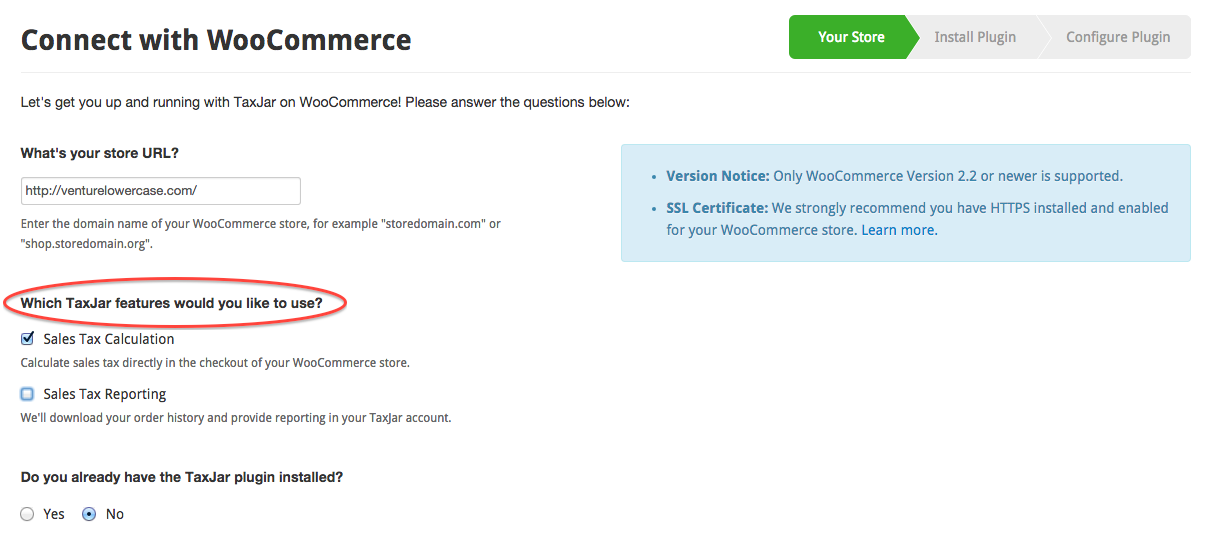 Connect with WooCommerce
Your Store
Install Plugin
Configure Plugin
Let's get you up and running with TaxJar on WooCommerce! Please answer the questions below:
What's your store URL?
http://venturelowercase.com/
Enter the domain name of your WooCommerce store, for example "storedomain.com" or
"shop.storedomain.org".
• Version Notice: Only WooCommerce Version 2.2 or newer is supported.
• SSL Certificate: We strongly recommend you have HTTPS installed and enabled
for your WooCommerce store. Learn more.
Which TaxJar features would you like to use?
Sales Tax Calculation
Calculate sales tax directly in the checkout of your WooCommerce store.
Sales Tax Reporting
We'll download your order history and provide reporting in your TaxJar account.
Do you already have the TaxJar plugin installed?
Yes
No